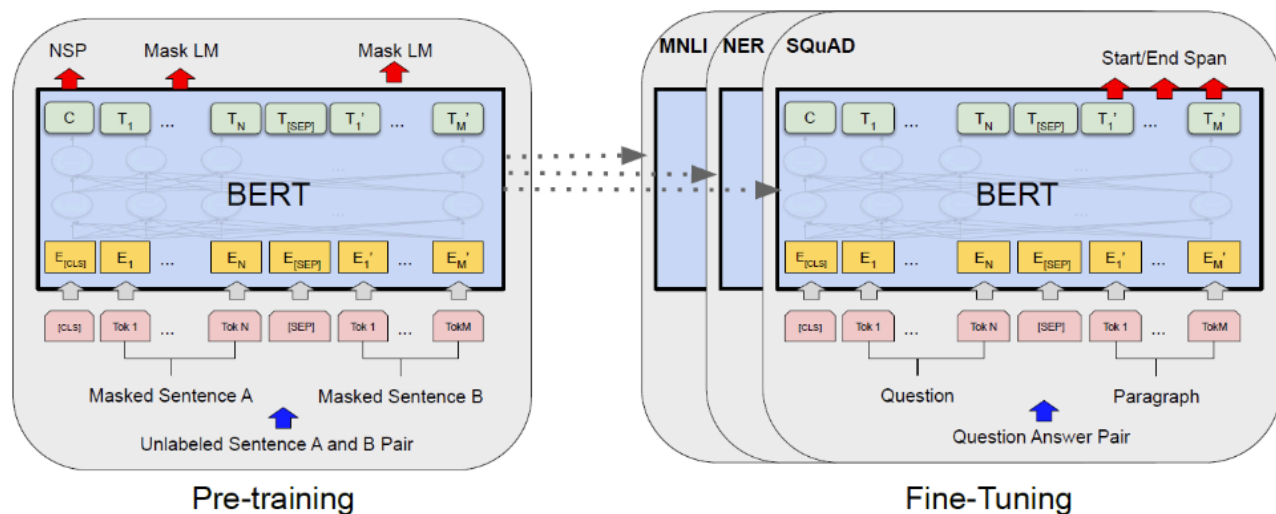 NSP Mask LM Mask LM
C T1 ... TN T[SEP] T1' ... TM'
BERT
...
...
E[CLS] E1 ... EN E[SEP] E1' ... EM'
[CLS] Tok 1 ... Tok N [SEP] Tok 1 ... TokM
Masked Sentence A Masked Sentence B
Unlabeled Sentence A and B Pair
Pre-training
MNLI NER SQuAD
Start/End Span
C T1 ... TN T[SEP] T1' ... TM'
BERT
...
...
E[CLS] E1 ... EN E[SEP] E1' ... EM'
[CLS] Tok 1 ... Tok N [SEP] Tok 1 ... TokM
Question Paragraph
Question Answer Pair
Fine-Tuning